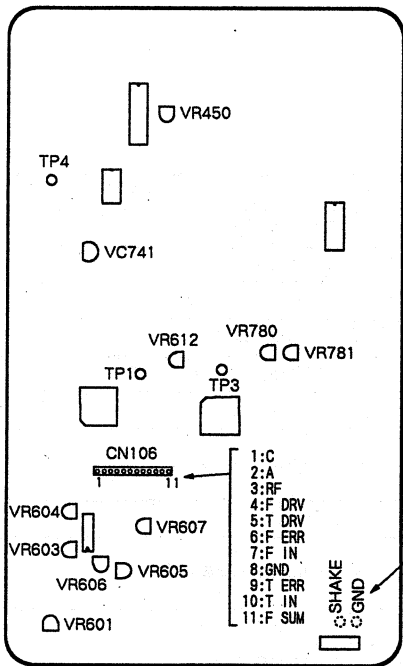 VR450
TP4
VC741
VR612
VR780
VR781
TP1
TP3
CN106
1
11
1:C
2:A
3:RF
4:F DRV
5:T DRV
6:F ERR
7:F IN
8:GND
9:T ERR
10:T IN
11:F SUM
VR604
VR607
VR603
VR606
VR605
VR601
SHAKE
GND